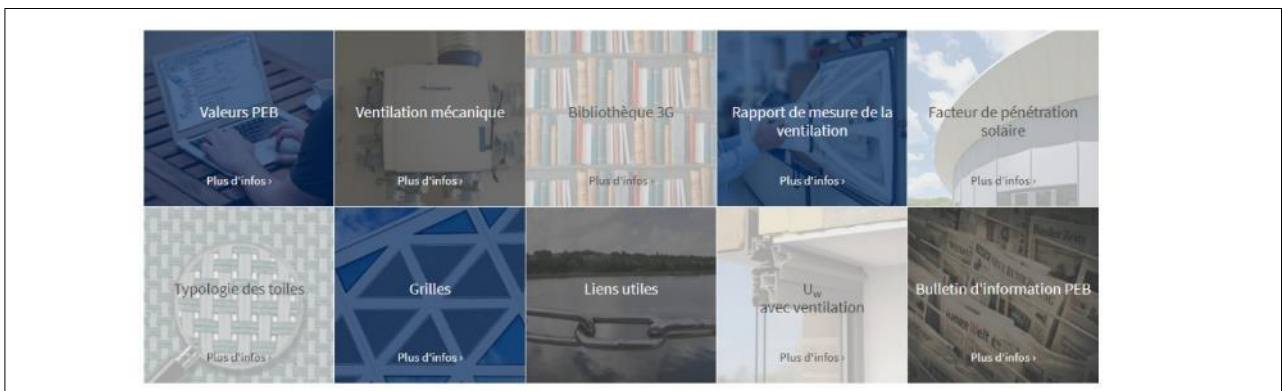 Valeurs PEB
Plus d'infos ›
Ventilation mécanique
Plus d'infos ›
Bibliothèque 3G
Plus d'infos ›
Rapport de mesure de la
ventilation
Plus d'infos ›
Facteur de pénétration
solaire
Plus d'infos ›
Typologie des toiles
Plus d'infos ›
Grilles
Plus d'infos ›
Liens utiles
Plus d'infos ›
Uw
avec ventilation
Plus d'infos ›
Bulletin d'information PEB
Plus d'infos ›